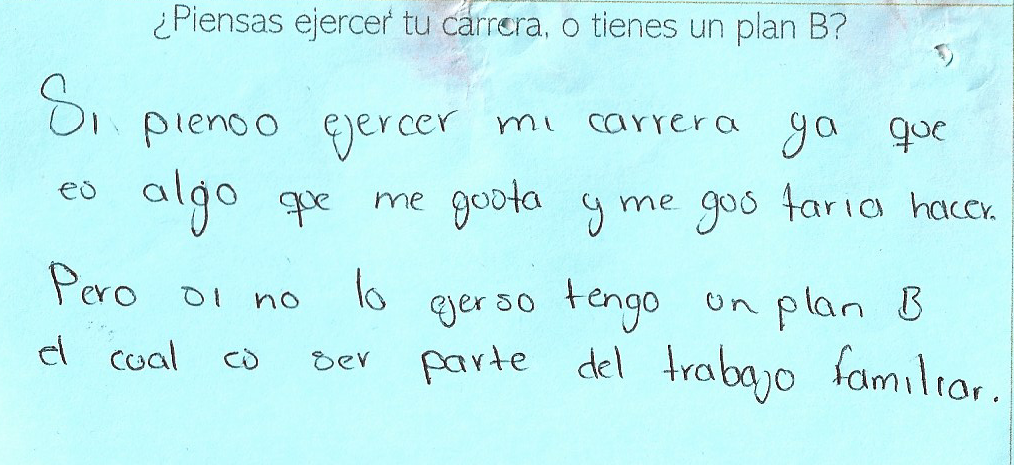 ¿Piensas ejercer tu carrera, o tienes un plan B?
Si pienso ejercer mi carrera ya que
es algo que me gusta y me gustaria hacer.
Pero si no lo ejerso tengo un plan B
el cual es ser parte del trabajo familiar.